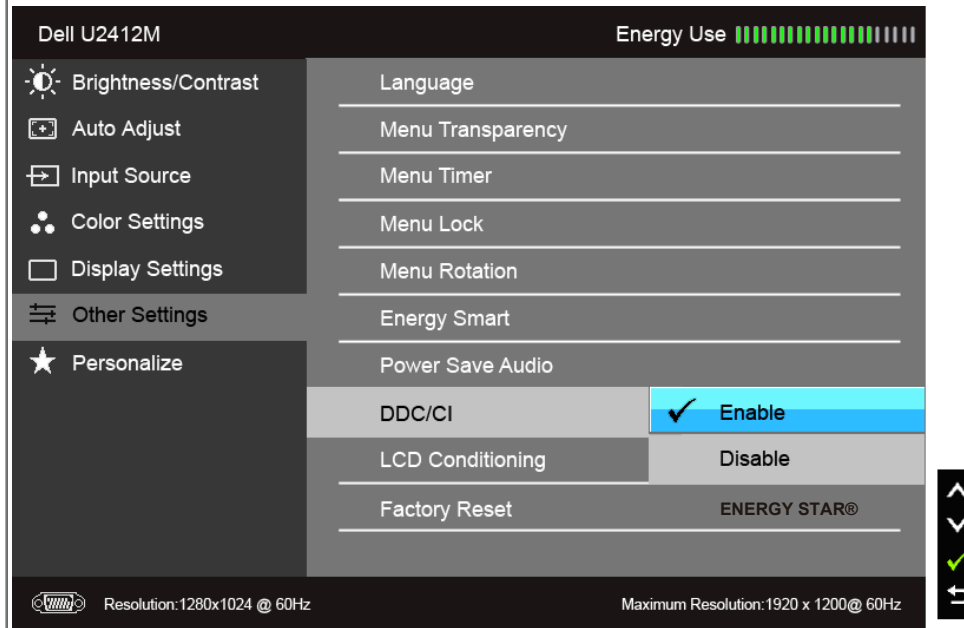 Dell U2412M Energy Use
Brightness/Contrast
Auto Adjust
Input Source
Color Settings
Display Settings
Other Settings
Personalize
Language
Menu Transparency
Menu Timer
Menu Lock
Menu Rotation
Energy Smart
Power Save Audio
DDC/CI Enable
Disable
LCD Conditioning
Factory Reset ENERGY STAR®
Resolution:1280x1024 @ 60Hz Maximum Resolution:1920 x 1200@ 60Hz